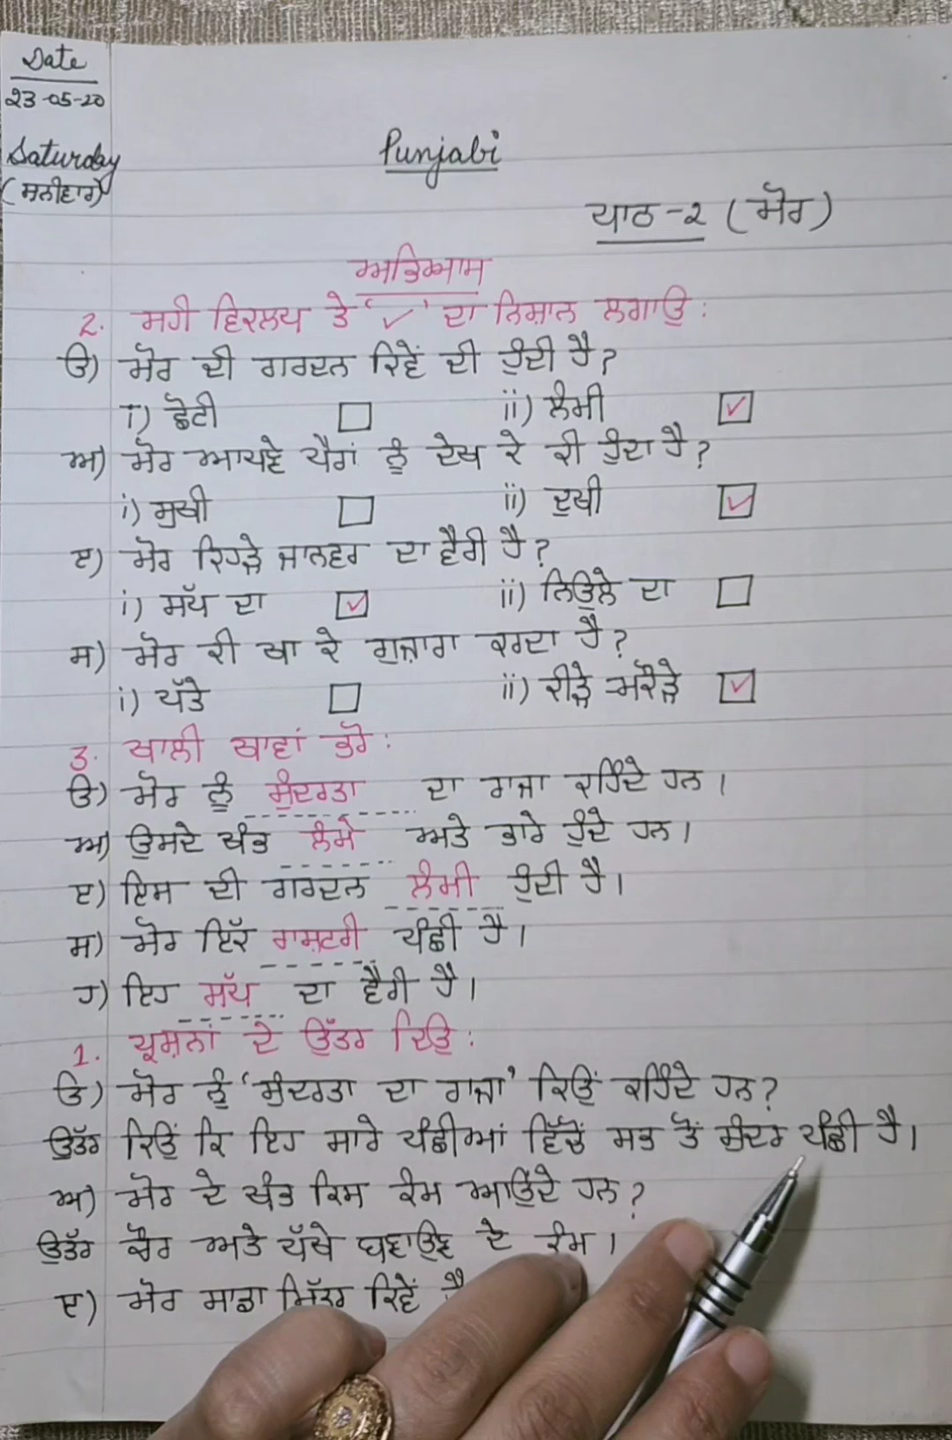 Date
23-05-20
Saturday
(ਸ਼ਨੀਵਾਰ)
Punjabi
ਪਾਠ-2 (ਮੋਰ)
ਅਭਿਆਸ
2. ਸਹੀ ਵਿਕਲਪ ਤੇ '✓' ਦਾ ਨਿਸ਼ਾਨ ਲਗਾਉ:
ੳ) ਮੋਰ ਦੀ ਗਰਦਨ ਕਿਵੇਂ ਦੀ ਹੁੰਦੀ ਹੈ?
i) ਛੋਟੀ ii) ਲੰਮੀ ✓
ਅ) ਮੋਰ ਆਪਣੇ ਪੈਰਾਂ ਨੂੰ ਦੇਖ ਕੇ ਕੀ ਹੁੰਦਾ ਹੈ?
i) ਸੁਖੀ ii) ਦੁਖੀ ✓
ੲ) ਮੋਰ ਕਿਹੜੇ ਜਾਨਵਰ ਦਾ ਵੈਰੀ ਹੈ?
i) ਸੱਪ ਦਾ ✓ ii) ਨਿਉਲੇ ਦਾ
ਸ) ਮੋਰ ਕੀ ਖਾ ਕੇ ਗੁਜ਼ਾਰਾ ਕਰਦਾ ਹੈ?
i) ਪੱਤੇ ii) ਕੀੜੇ-ਮਕੌੜੇ ✓
3. ਖਾਲੀ ਥਾਵਾਂ ਭਰੋ:
ੳ) ਮੋਰ ਨੂੰ ਸੁੰਦਰਤਾ ਦਾ ਰਾਜਾ ਕਹਿੰਦੇ ਹਨ।
ਅ) ਉਸਦੇ ਖੰਭ ਲੰਮੇ ਅਤੇ ਭਾਰੇ ਹੁੰਦੇ ਹਨ।
ੲ) ਇਸ ਦੀ ਗਰਦਨ ਲੰਮੀ ਹੁੰਦੀ ਹੈ।
ਸ) ਮੋਰ ਇੱਕ ਰਾਸ਼ਟਰੀ ਪੰਛੀ ਹੈ।
ਹ) ਇਹ ਸੱਪ ਦਾ ਵੈਰੀ ਹੈ।
1. ਪ੍ਰਸ਼ਨਾਂ ਦੇ ਉੱਤਰ ਦਿਉ:
ੳ) ਮੋਰ ਨੂੰ 'ਸੁੰਦਰਤਾ ਦਾ ਰਾਜਾ' ਕਿਉਂ ਕਹਿੰਦੇ ਹਨ?
ਉੱਤਰ ਕਿਉਂ ਕਿ ਇਹ ਸਾਰੇ ਪੰਛੀਆਂ ਵਿੱਚੋਂ ਸਭ ਤੋਂ ਸੁੰਦਰ ਪੰਛੀ ਹੈ।
ਅ) ਮੋਰ ਦੇ ਖੰਭ ਕਿਸ ਕੰਮ ਆਉਂਦੇ ਹਨ?
ਉੱਤਰ ਚੌਰ ਅਤੇ ਪੱਖੇ ਬਣਾਉਣ ਦੇ ਕੰਮ।
ੲ) ਮੋਰ ਸਾਡਾ ਮਿੱਤਰ ਕਿਵੇਂ ਹੈ